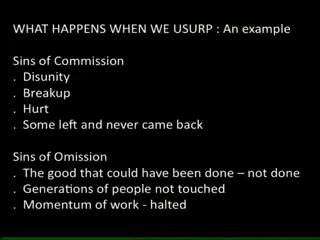 WHAT HAPPENS WHEN WE USURP : An example
Sins of Commission
. Disunity
. Breakup
. Hurt
. Some left and never came back
Sins of Omission
. The good that could have been done – not done
. Generations of people not touched
. Momentum of work - halted